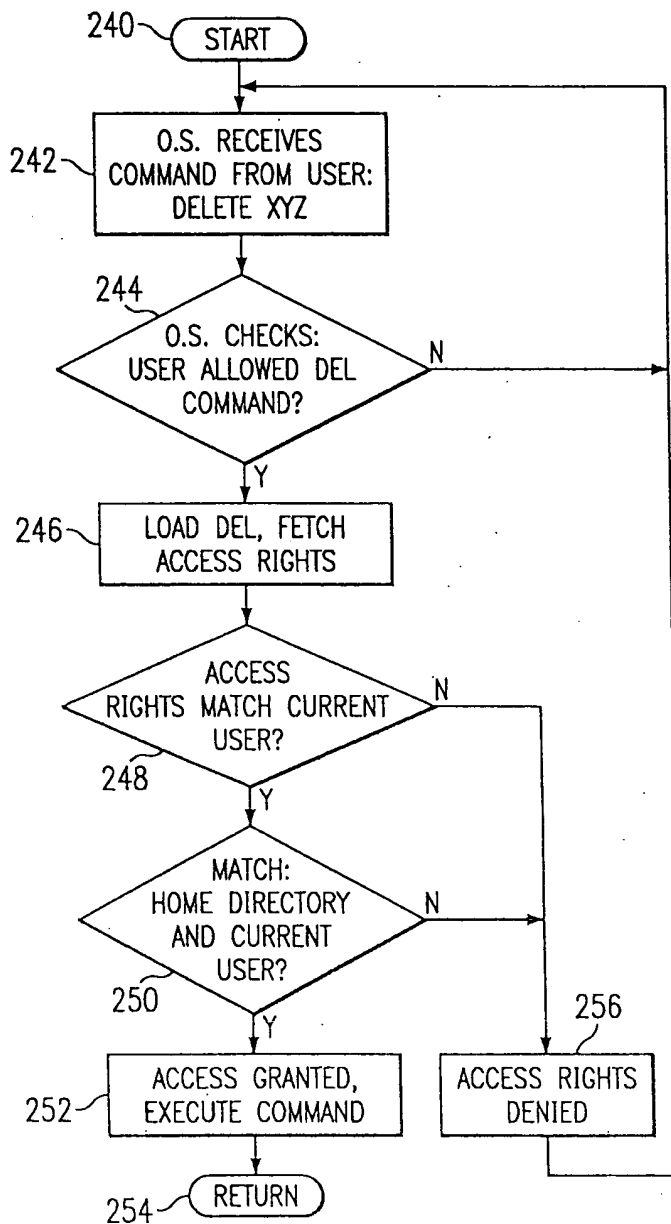 240
START
242
O.S. RECEIVES
COMMAND FROM USER:
DELETE XYZ
244
O.S. CHECKS:
USER ALLOWED DEL
COMMAND?
N
Y
246
LOAD DEL, FETCH
ACCESS RIGHTS
ACCESS
RIGHTS MATCH CURRENT
USER?
N
248
Y
MATCH:
HOME DIRECTORY
AND CURRENT
USER?
N
250
Y
256
252
ACCESS GRANTED,
EXECUTE COMMAND
ACCESS RIGHTS
DENIED
254
RETURN